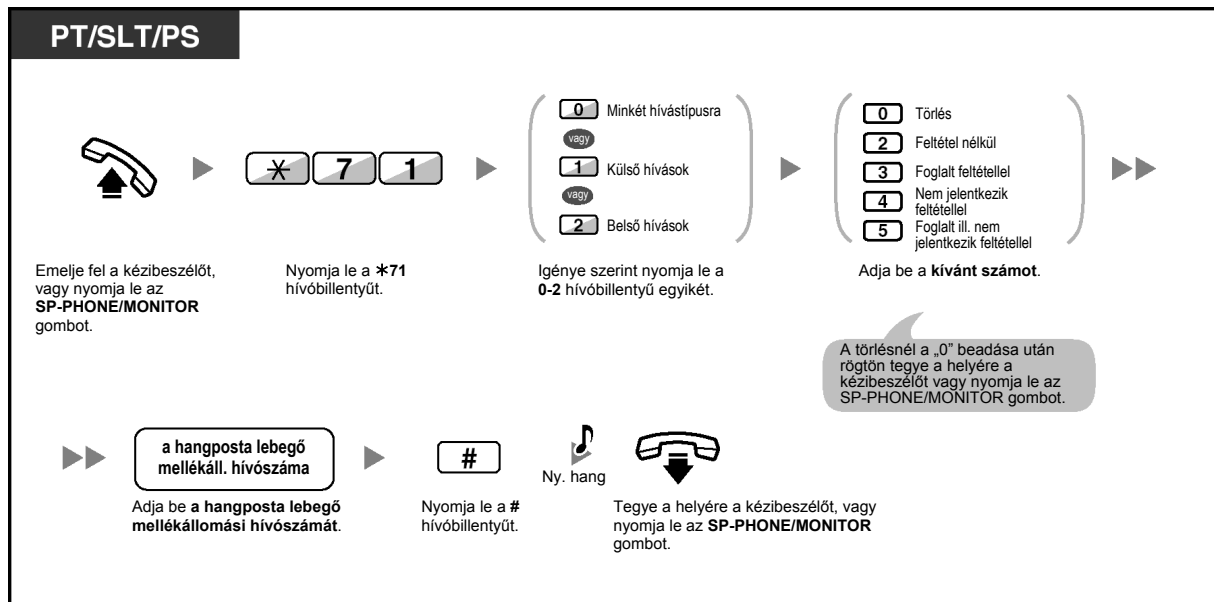 PT/SLT/PS
0 Minkét hívástípusra
vagy
1 Külső hívások
vagy
2 Belső hívások
0 Törlés
2 Feltétel nélkül
3 Foglalt feltétellel
4 Nem jelentkezik
feltétellel
5 Foglalt ill. nem
jelentkezik feltétellel
* 7 1
Emelje fel a kézibeszélőt,
vagy nyomja le az
SP-PHONE/MONITOR
gombot.
Nyomja le a *71
hívóbillentyűt.
Igénye szerint nyomja le a
0-2 hívóbillentyű egyikét.
Adja be a kívánt számot.
A törlésnél a „0” beadása után
rögtön tegye a helyére a
kézibeszélőt vagy nyomja le az
SP-PHONE/MONITOR gombot.
a hangposta lebegő
mellékáll. hívószáma
#
Ny. hang
Adja be a hangposta lebegő
mellékállomási hívószámát.
Nyomja le a #
hívóbillentyűt.
Tegye a helyére a kézibeszélőt, vagy
nyomja le az SP-PHONE/MONITOR
gombot.